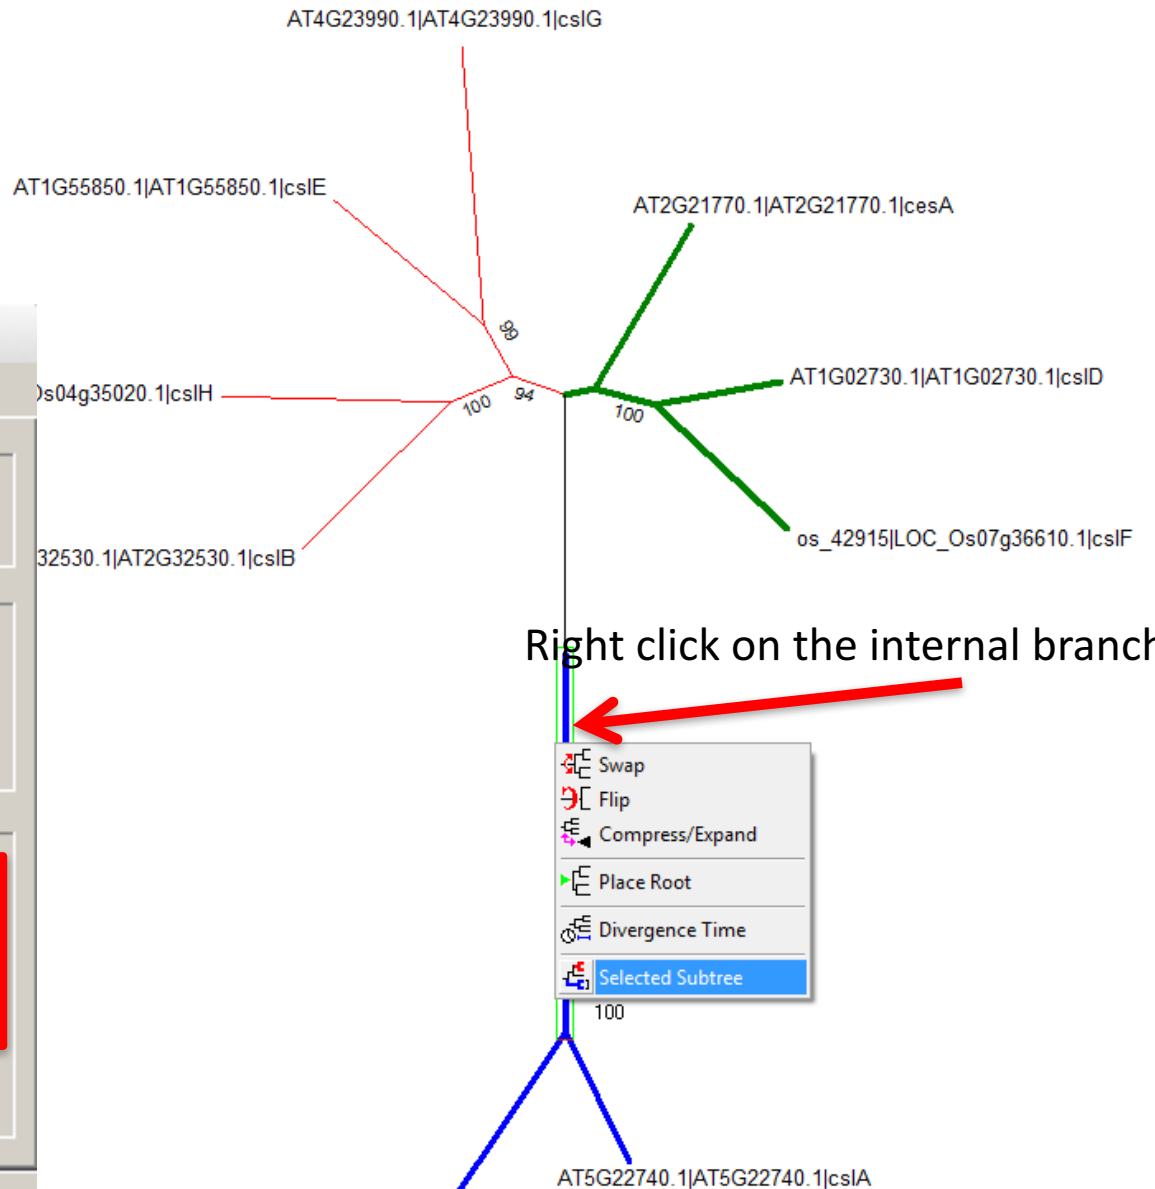 AT4G23990.1|AT4G23990.1|cslG
AT1G55850.1|AT1G55850.1|cslE
AT2G21770.1|AT2G21770.1|cesA
99
AT1G02730.1|AT1G02730.1|cslD
Os04g35020.1|cslH
100
94
100
os_42915|LOC_Os07g36610.1|cslF
32530.1|AT2G32530.1|cslB
Right click on the internal branch
Swap
Flip
Compress/Expand
Place Root
Divergence Time
Selected Subtree
100
AT5G22740.1|AT5G22740.1|cslA